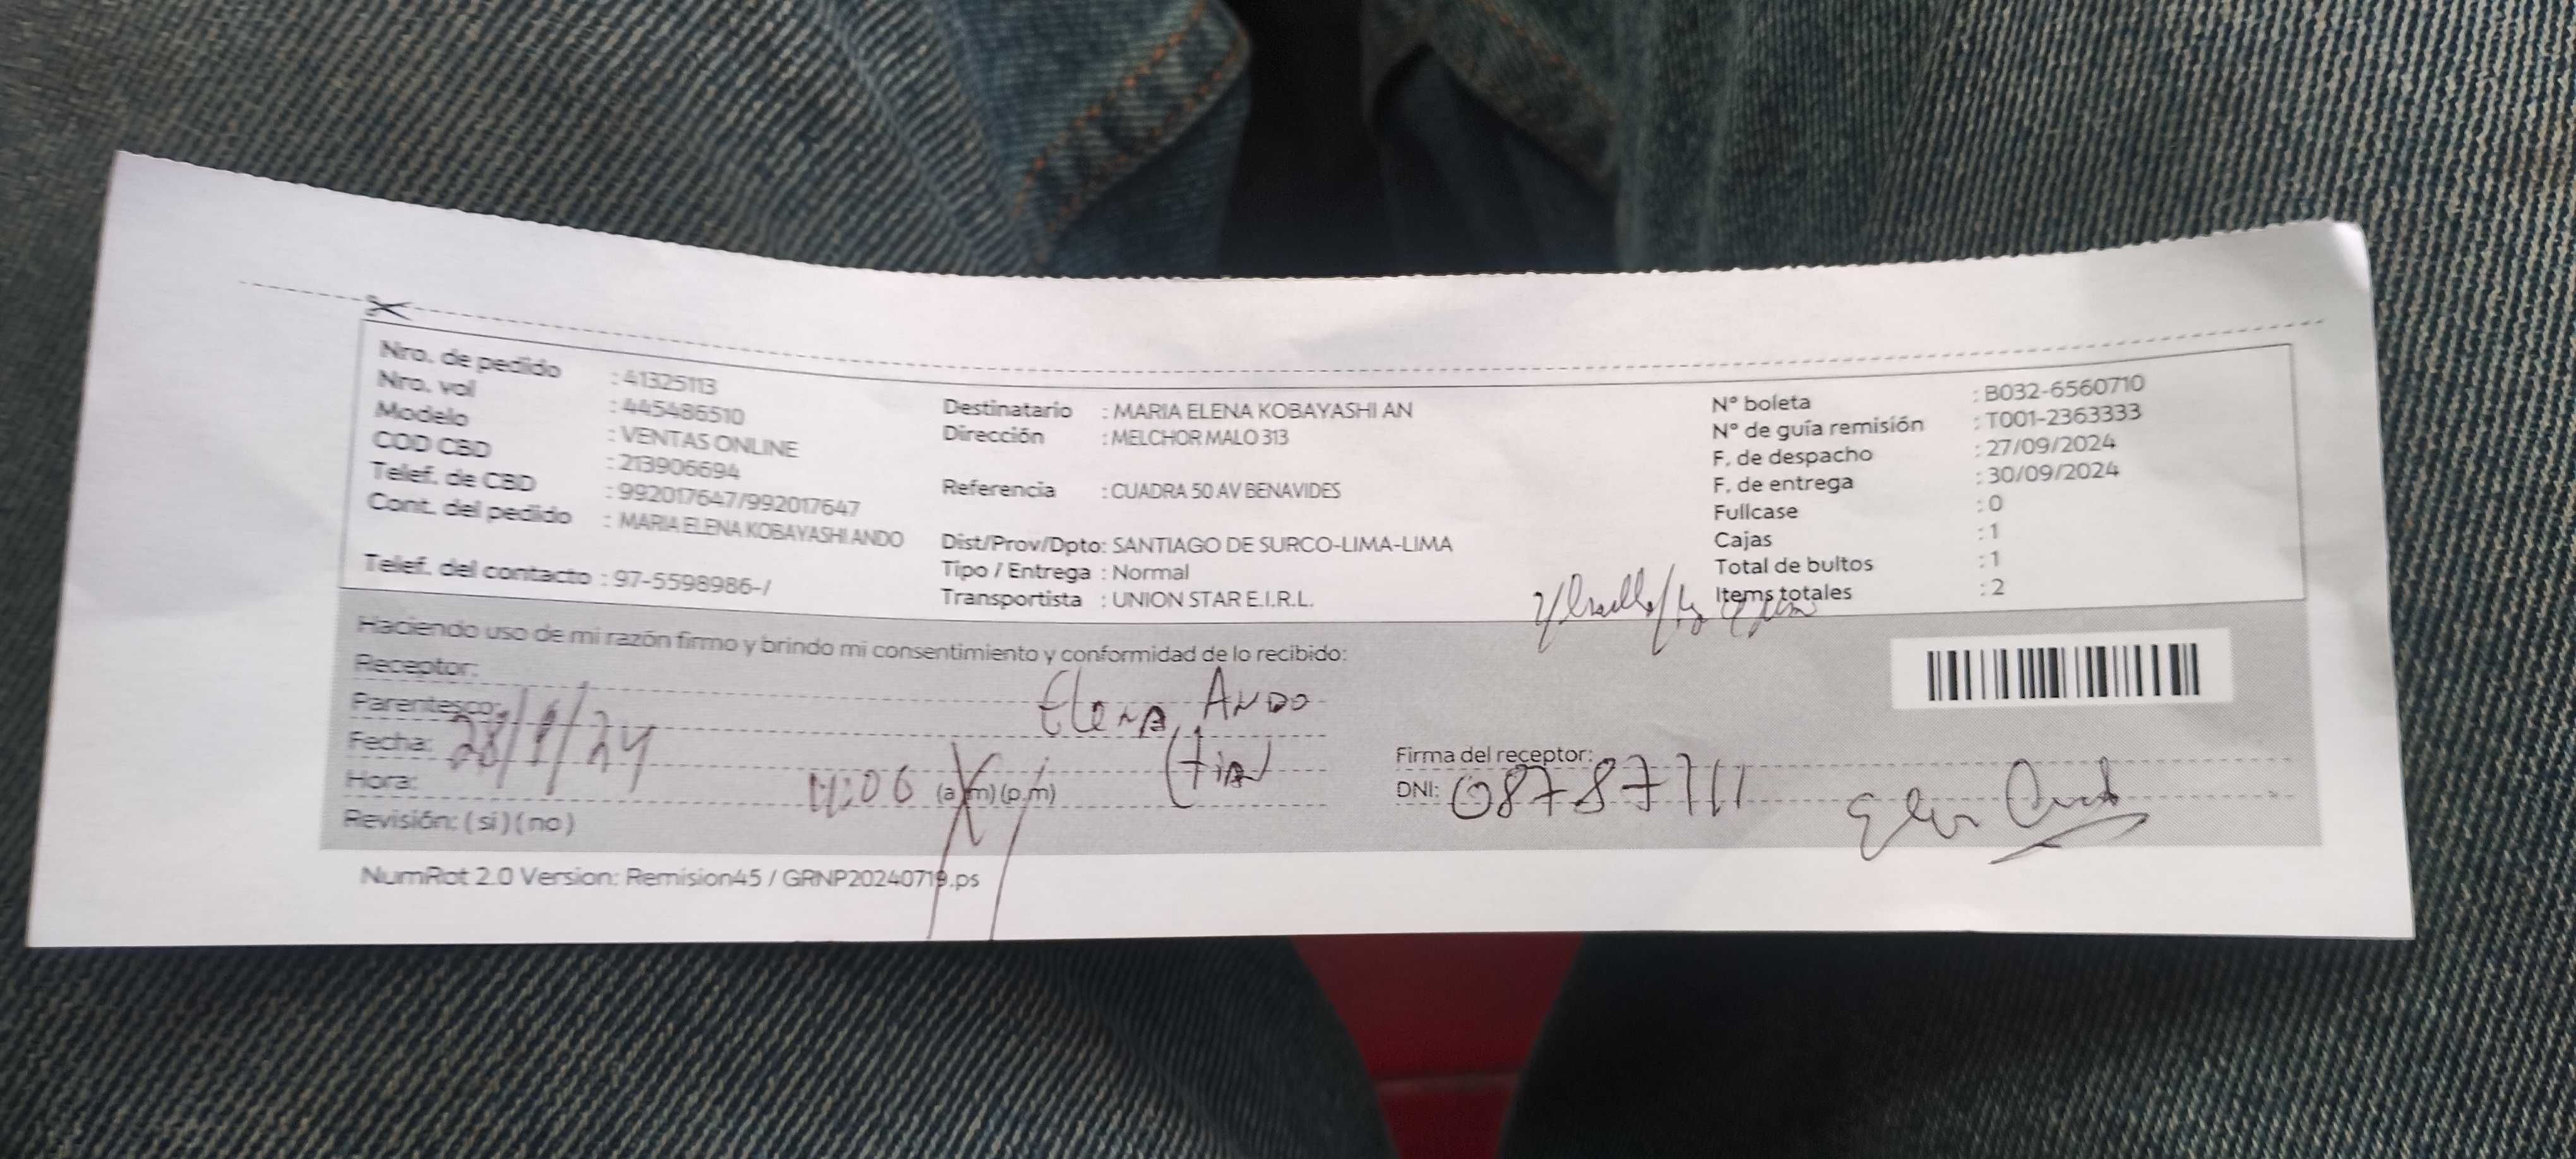 Nro. de pedido : 41325113
Nro. vol : 445486510
Modelo : VENTAS ONLINE
COD CBD : 213906694
Telef. de CBD : 992017647/992017647
Cont. del pedido : MARIA ELENA KOBAYASHI ANDO
Telef. del contacto : 97-5598986-/
Destinatario : MARIA ELENA KOBAYASHI AN
Dirección : MELCHOR MALO 313
Referencia : CUADRA 50 AV BENAVIDES
Dist/Prov/Dpto: SANTIAGO DE SURCO-LIMA-LIMA
Tipo / Entrega : Normal
Transportista : UNION STAR E.I.R.L.
N° boleta : B032-6560710
N° de guía remisión : T001-2363333
F. de despacho : 27/09/2024
F. de entrega : 30/09/2024
Fullcase : 0
Cajas : 1
Total de bultos : 1
Items totales : 2
Haciendo uso de mi razón firmo y brindo mi consentimiento y conformidad de lo recibido:
Receptor: Elena Ando
Parentesco: (tía)
Fecha: 28/9/24
Hora: 11:06 (a.m) (p.m)
Revisión: (si) (no)
Firma del receptor:
DNI: 08787711
NumRot 2.0 Version: Remision45 / GRNP20240719.ps